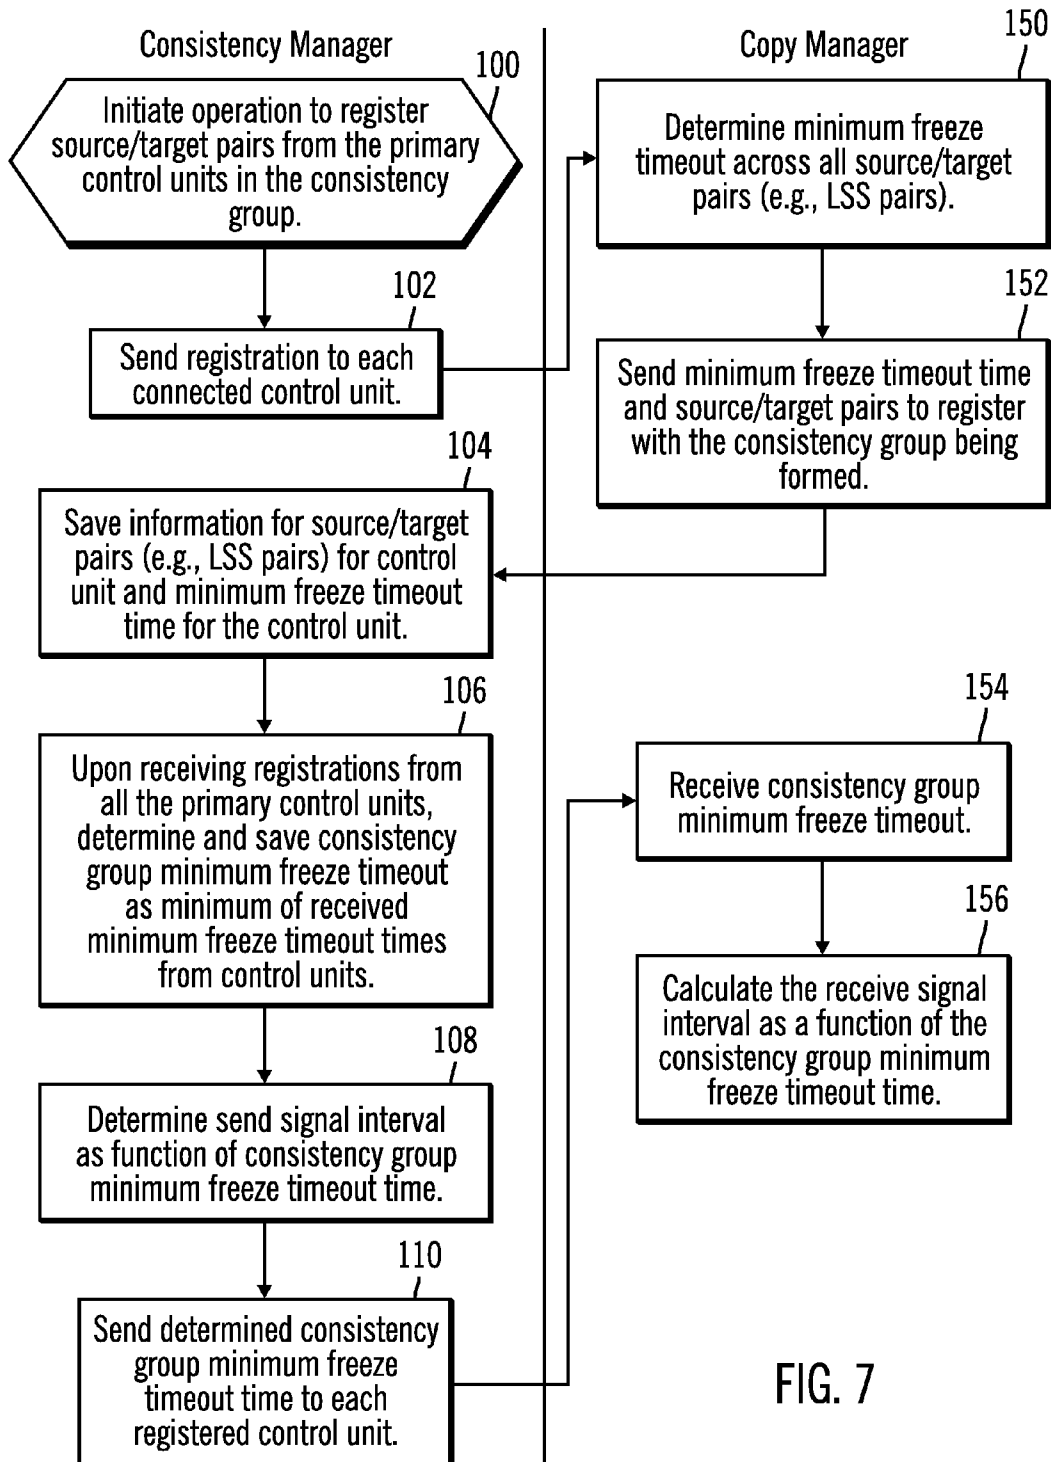 Consistency Manager
Copy Manager
100
Initiate operation to register
source/target pairs from the primary
control units in the consistency
group.
102
Send registration to each
connected control unit.
150
Determine minimum freeze
timeout across all source/target
pairs (e.g., LSS pairs).
152
Send minimum freeze timeout time
and source/target pairs to register
with the consistency group being
formed.
104
Save information for source/target
pairs (e.g., LSS pairs) for control
unit and minimum freeze timeout
time for the control unit.
106
Upon receiving registrations from
all the primary control units,
determine and save consistency
group minimum freeze timeout
as minimum of received
minimum freeze timeout times
from control units.
108
Determine send signal interval
as function of consistency group
minimum freeze timeout time.
110
Send determined consistency
group minimum freeze
timeout time to each
registered control unit.
154
Receive consistency group
minimum freeze timeout.
156
Calculate the receive signal
interval as a function of the
consistency group minimum
freeze timeout time.
FIG. 7